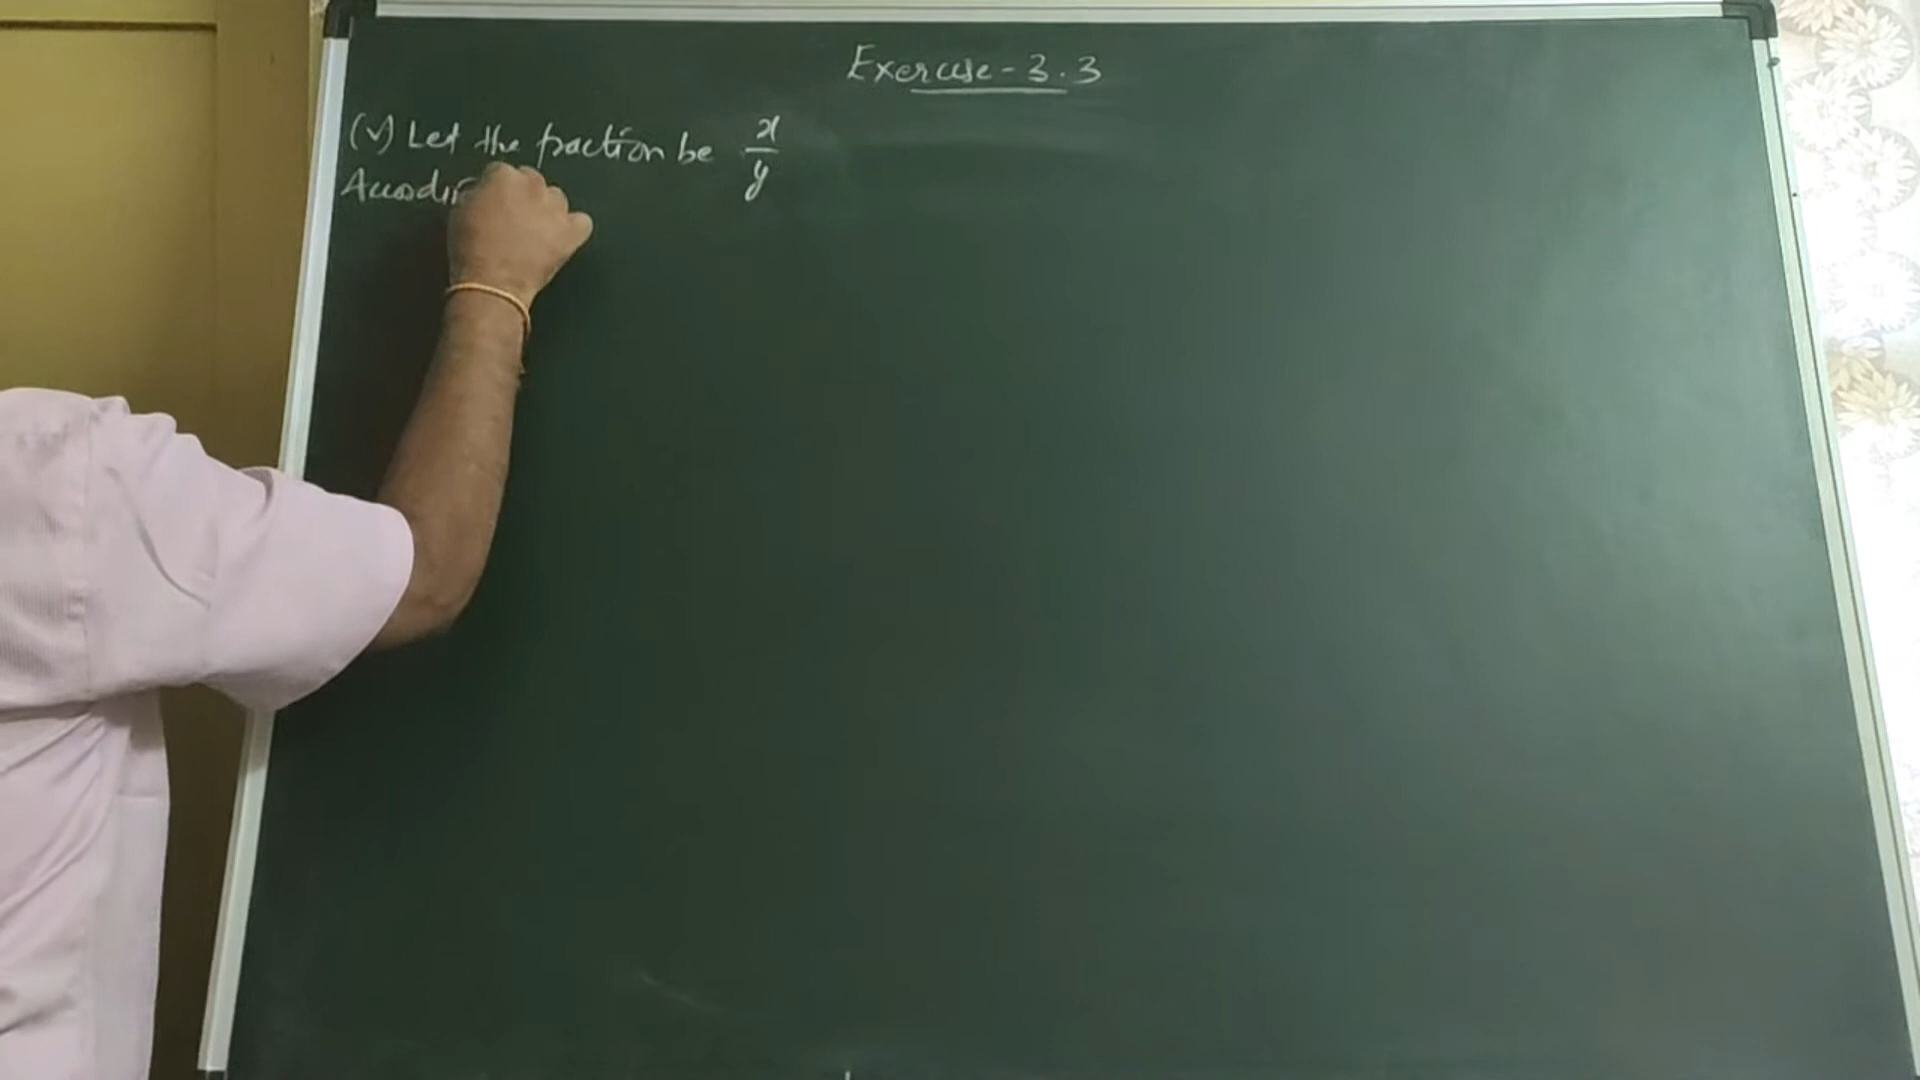 Exercise - 3.3
(v) Let the fraction be x/y